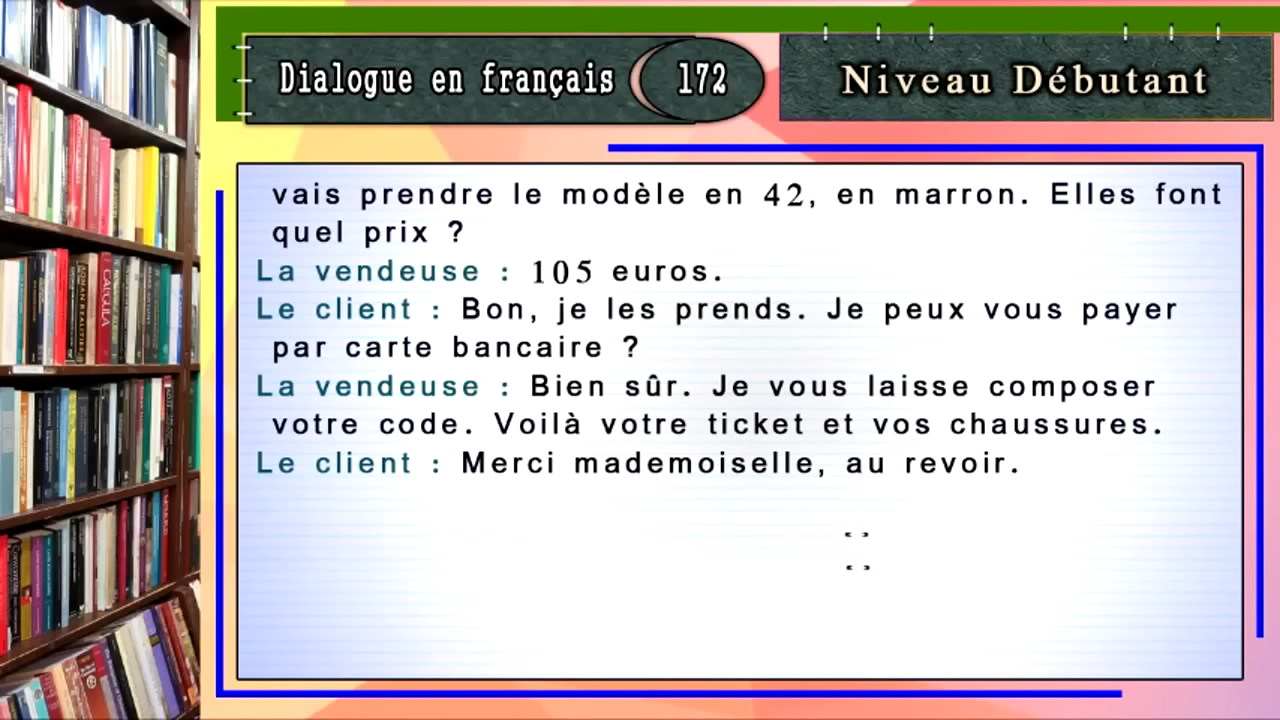 Dialogue en français 172
Niveau Débutant
vais prendre le modèle en 42, en marron. Elles font
quel prix ?
La vendeuse : 105 euros.
Le client : Bon, je les prends. Je peux vous payer
par carte bancaire ?
La vendeuse : Bien sûr. Je vous laisse composer
votre code. Voilà votre ticket et vos chaussures.
Le client : Merci mademoiselle, au revoir.